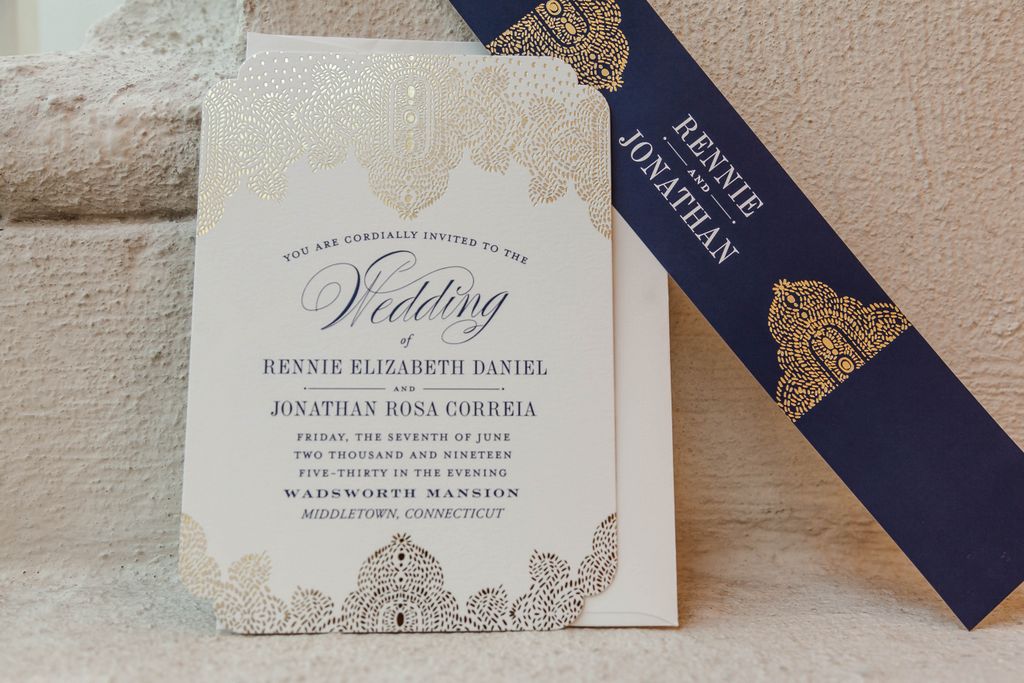 YOU ARE CORDIALLY INVITED TO THE
Wedding
of
RENNIE ELIZABETH DANIEL
AND
JONATHAN ROSA CORREIA
FRIDAY, THE SEVENTH OF JUNE
TWO THOUSAND AND NINETEEN
FIVE-THIRTY IN THE EVENING
WADSWORTH MANSION
MIDDLETOWN, CONNECTICUT
RENNIE
AND
JONATHAN